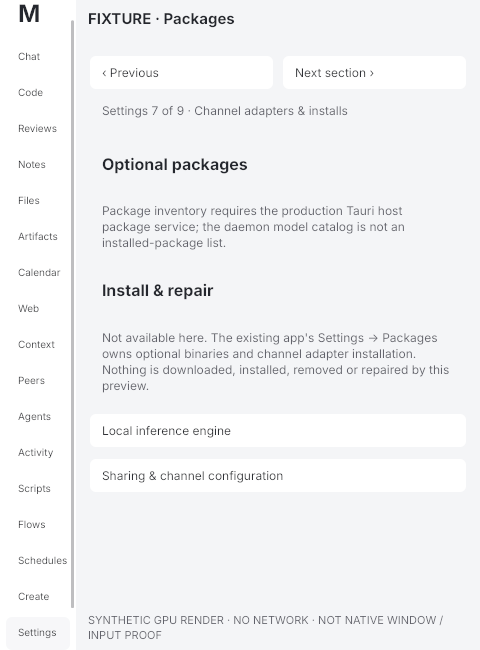 M
Chat
Code
Reviews
Notes
Files
Artifacts
Calendar
Web
Context
Peers
Agents
Activity
Scripts
Flows
Schedules
Create
Settings
FIXTURE · Packages
‹ Previous
Next section ›
Settings 7 of 9 · Channel adapters & installs
Optional packages
Package inventory requires the production Tauri host
package service; the daemon model catalog is not an
installed-package list.
Install & repair
Not available here. The existing app's Settings → Packages
owns optional binaries and channel adapter installation.
Nothing is downloaded, installed, removed or repaired by this
preview.
Local inference engine
Sharing & channel configuration
SYNTHETIC GPU RENDER · NO NETWORK · NOT NATIVE WINDOW /
INPUT PROOF